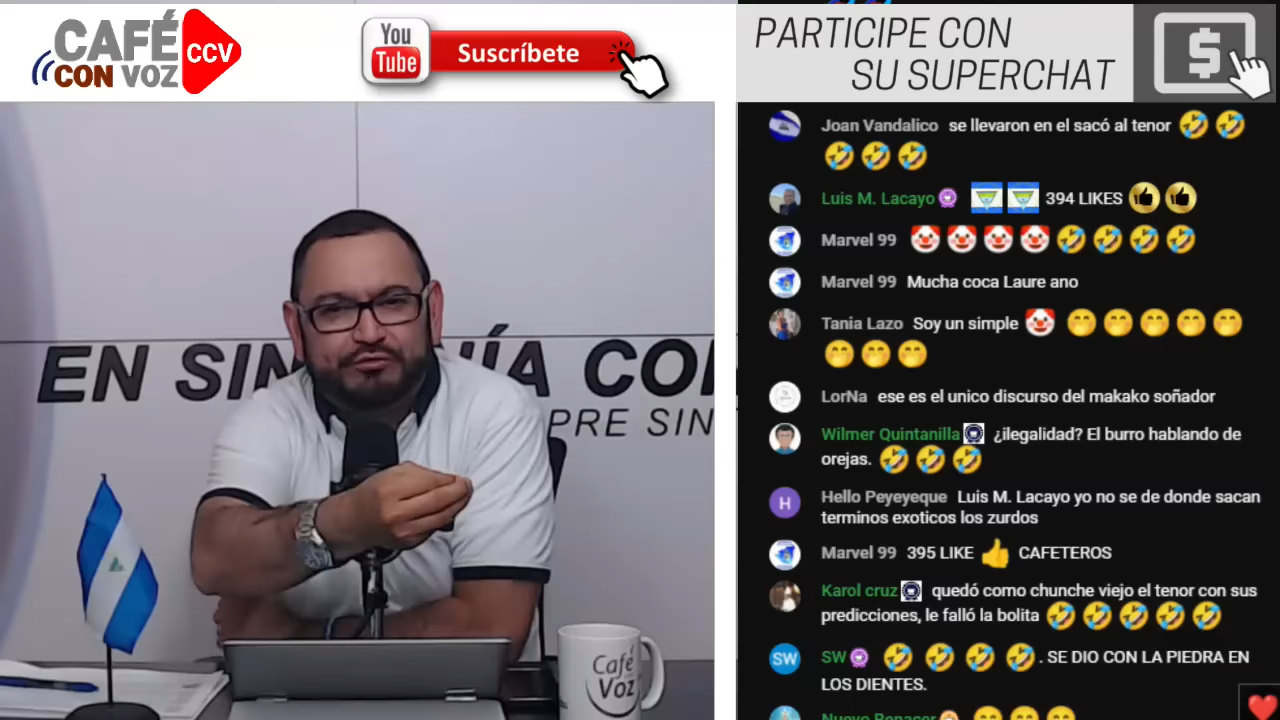 CAFÉ
CON VOZ
CCV
You
Tube
Suscríbete
PARTICIPE CON
SU SUPERCHAT
$
EN SIN
ÍA CO
PRE SIN
Café
Voz
Joan Vandalico se llevaron en el sacó al tenor 🤣🤣
🤣🤣🤣
Luis M. Lacayo 394 LIKES
Marvel 99 🤡🤡🤡🤡🤣🤣🤣🤣
Marvel 99 Mucha coca Laure ano
Tania Lazo Soy un simple 🤡 🤭🤭🤭🤭🤭
🤭🤭🤭
LorNa ese es el unico discurso del makako soñador
Wilmer Quintanilla ¿ilegalidad? El burro hablando de
orejas. 🤣🤣🤣
H
Hello Peyeyeque Luis M. Lacayo yo no se de donde sacan
terminos exoticos los zurdos
Marvel 99 395 LIKE 👍 CAFETEROS
Karol cruz quedó como chunche viejo el tenor con sus
predicciones, le falló la bolita 🤣🤣🤣🤣🤣
SW
SW 🤣🤣🤣🤣. SE DIO CON LA PIEDRA EN
LOS DIENTES.
Nuevo Renacer